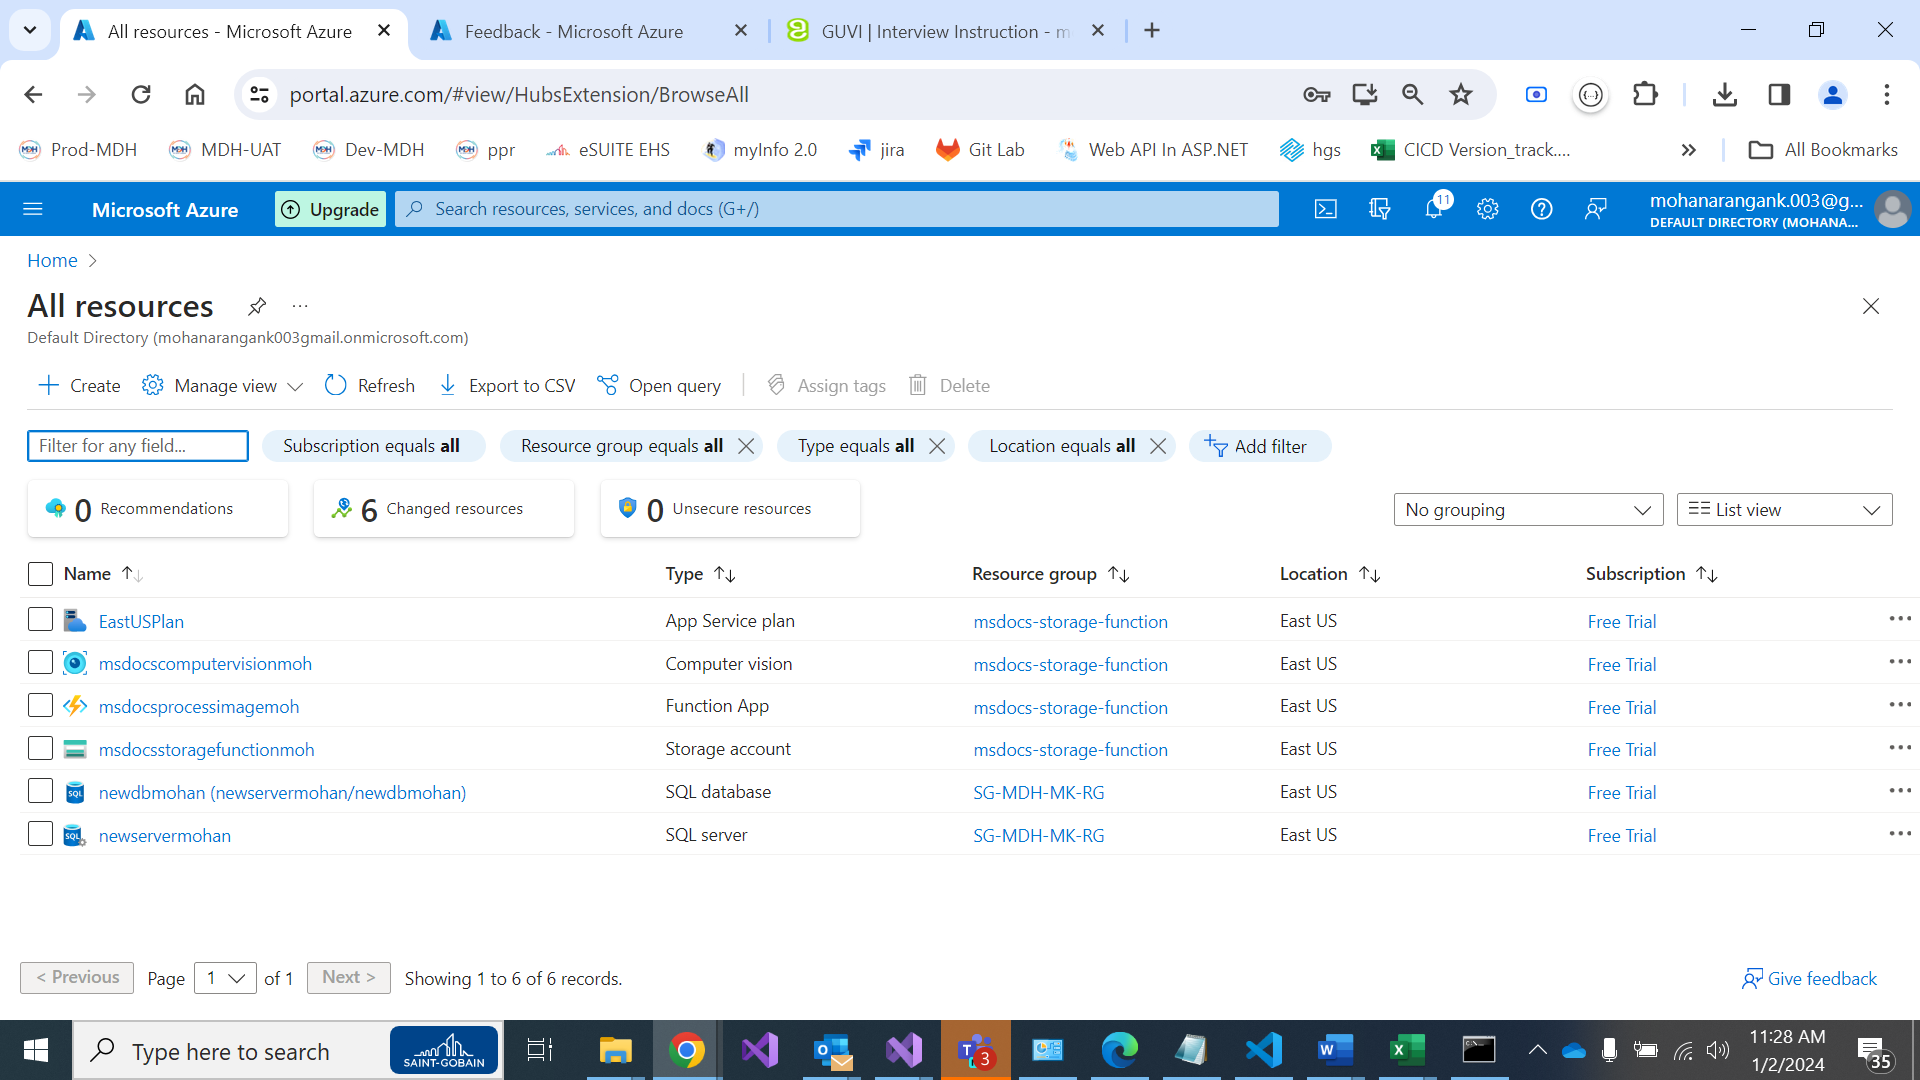 All resources - Microsoft Azure
Feedback - Microsoft Azure
GUVI | Interview Instruction - m
portal.azure.com/#view/HubsExtension/BrowseAll
MDH Prod-MDH
MDH MDH-UAT
MDH Dev-MDH
MDH ppr
eSUITE EHS
myInfo 2.0
jira
Git Lab
Web API In ASP.NET
hgs
CICD Version_track....
All Bookmarks
Microsoft Azure
Upgrade
Search resources, services, and docs (G+/)
11
mohanarangank.003@g...
DEFAULT DIRECTORY (MOHANA...
Home >
All resources ...
Default Directory (mohanarangank003gmail.onmicrosoft.com)
Create Manage view Refresh Export to CSV Open query Assign tags Delete
Filter for any field... Subscription equals all Resource group equals all Type equals all Location equals all Add filter
0 Recommendations 6 Changed resources 0 Unsecure resources No grouping List view
Name Type Resource group Location Subscription
EastUSPlan App Service plan msdocs-storage-function East US Free Trial
msdocscomputervisionmoh Computer vision msdocs-storage-function East US Free Trial
msdocsprocessimagemoh Function App msdocs-storage-function East US Free Trial
msdocsstoragefunctionmoh Storage account msdocs-storage-function East US Free Trial
SQL newdbmohan (newservermohan/newdbmohan) SQL database SG-MDH-MK-RG East US Free Trial
SQL newservermohan SQL server SG-MDH-MK-RG East US Free Trial
< Previous Page 1 of 1 Next > Showing 1 to 6 of 6 records. Give feedback
Type here to search
SAINT-GOBAIN
3
11:28 AM
1/2/2024
35